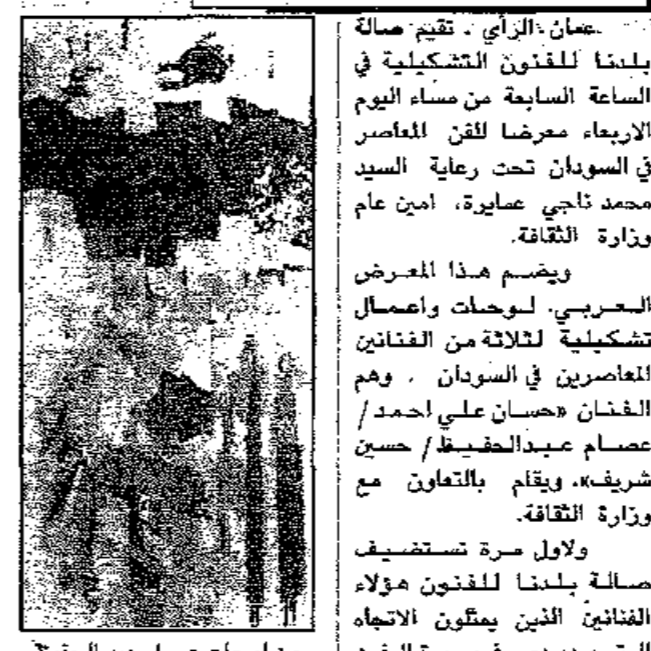 عمان - الرأي - تقيم صالة
بلدنا للفنون التشكيلية في
الساعة السابعة من مساء اليوم
الاربعاء معرضا للفن المعاصر
في السودان تحت رعاية السيد
محمد ناجي عمايرة، امين عام
وزارة الثقافة.
ويضم هذا المعرض
العربي، لوحات واعمال
تشكيلية لثلاثة من الفنانين
المعاصرين في السودان . وهم
الفنان «حسان علي احمد /
عصام عبدالحفيظ / حسين
شريف»، ويقام بالتعاون مع
وزارة الثقافة.
ولاول مرة تستضيف
صالة بلدنا للفنون هؤلاء
الفنانين الذين يمثلون الاتجاه